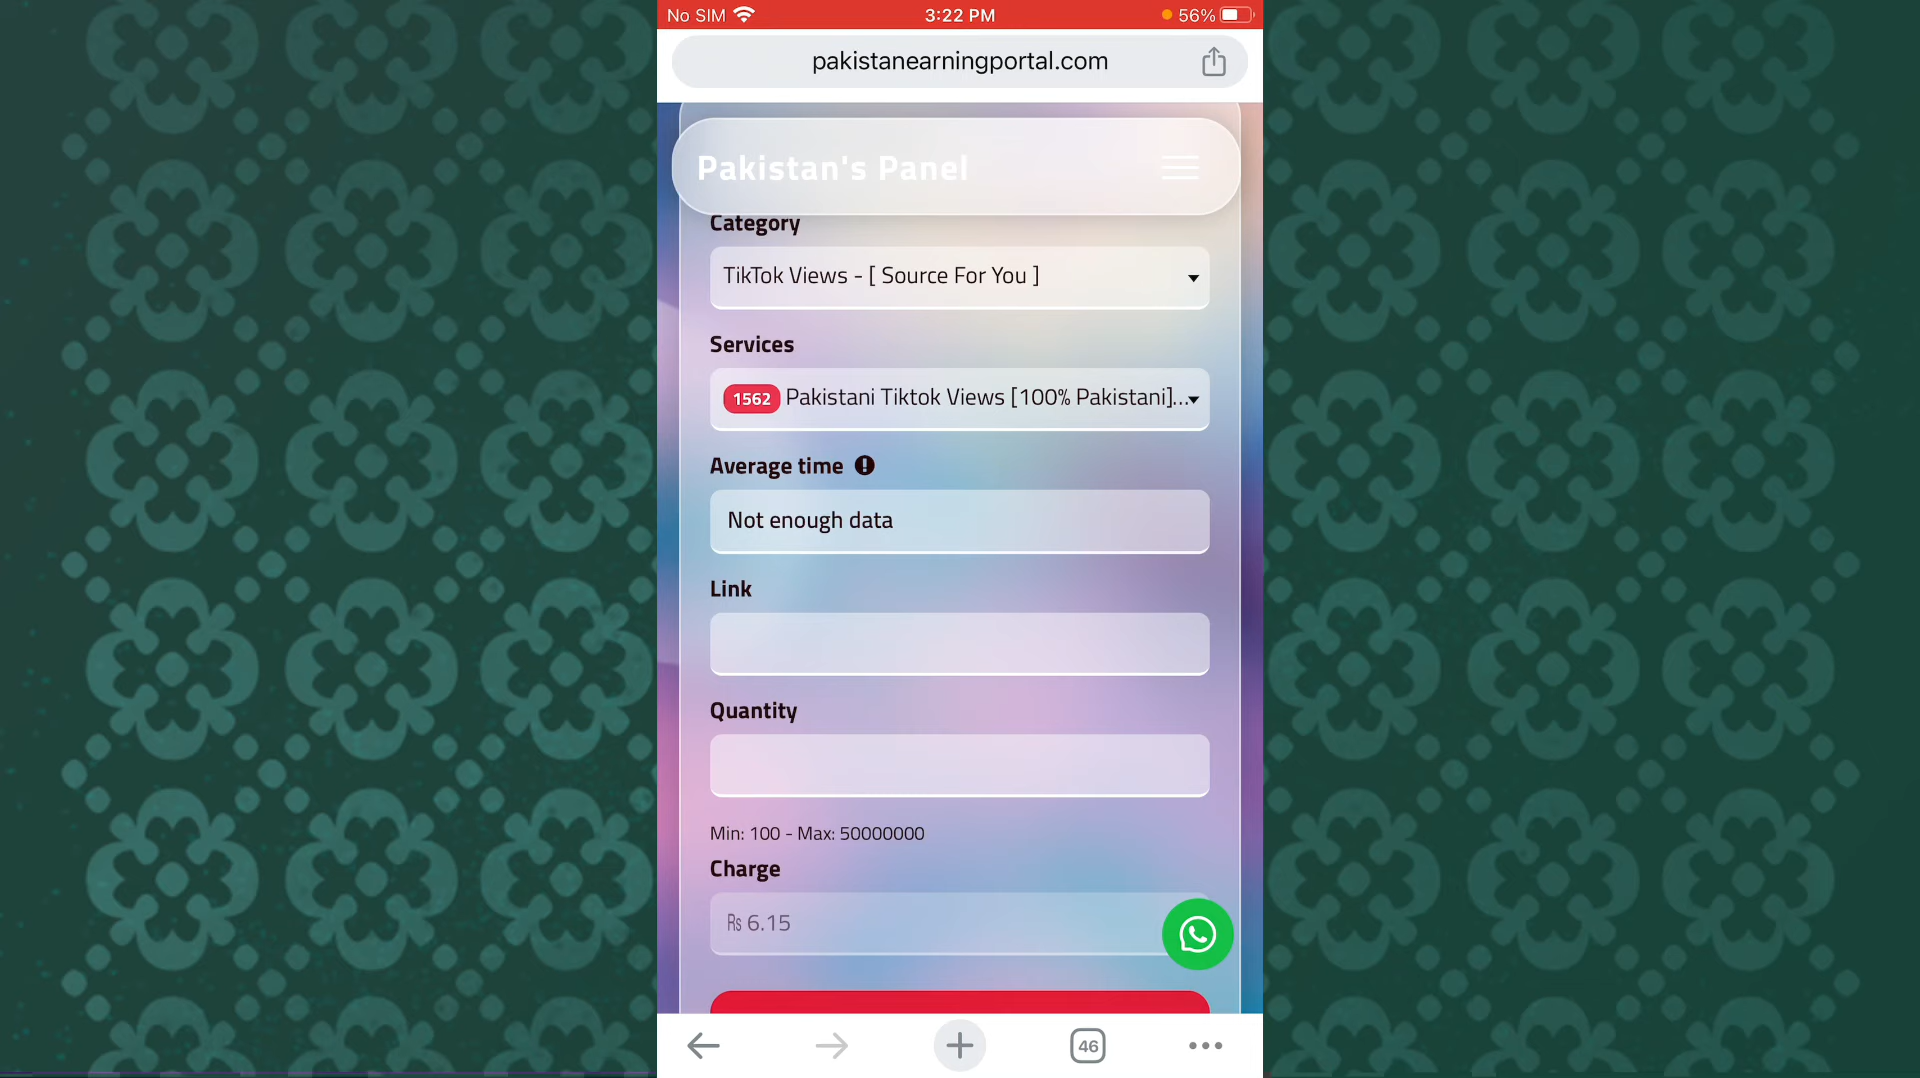 No SIM
3:22 PM
56%
pakistanearningportal.com
Pakistan's Panel
Category
TikTok Views - [ Source For You ]
Services
1562 Pakistani Tiktok Views [100% Pakistani]...
Average time
Not enough data
Link
Quantity
Min: 100 - Max: 50000000
Charge
₨ 6.15
46